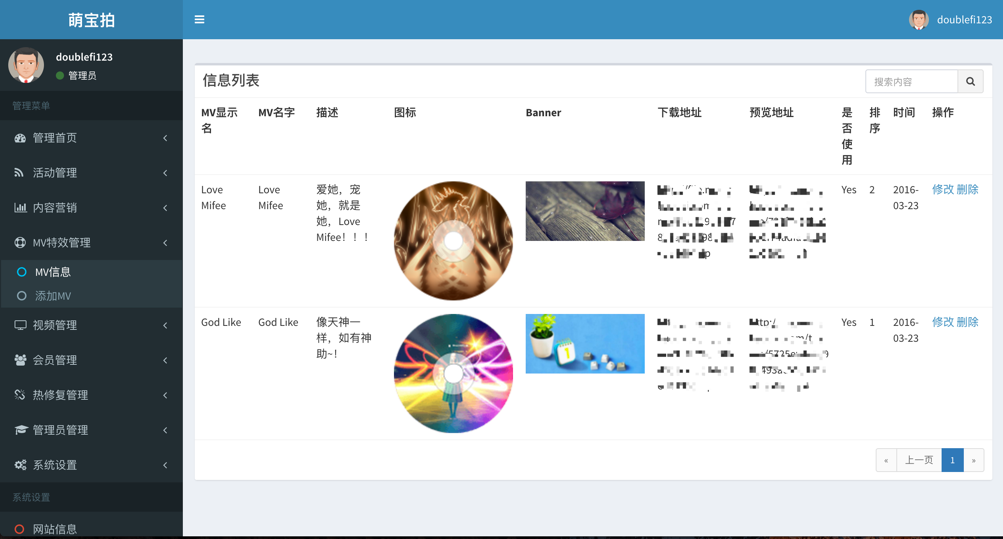 萌宝拍
doublefi123
doublefi123
管理员
管理菜单
管理首页
活动管理
内容营销
MV特效管理
MV信息
添加MV
视频管理
会员管理
热修复管理
管理员管理
系统设置
系统设置
网站信息
信息列表
搜索内容
MV显示
名
MV名字
描述
图标
Banner
下载地址
预览地址
是
否
使
用
排
序
时间
操作
Love
Mifee
Love
Mifee
爱她，宠
她，就是
她，Love
Mifee！！！
Yes
2
2016-
03-23
修改 删除
God Like
God Like
像天神一
样，如有神
助~！
Yes
1
2016-
03-23
修改 删除
«
上一页
1
»